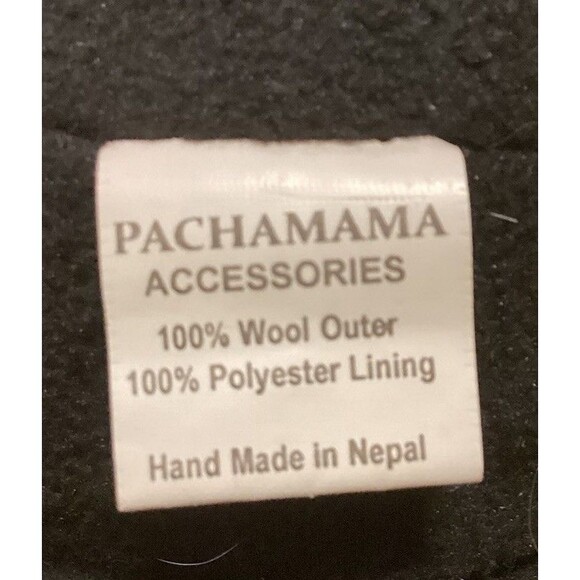 PACHAMAMA
ACCESSORIES
100% Wool Outer
100% Polyester Lining
Hand Made in Nepal